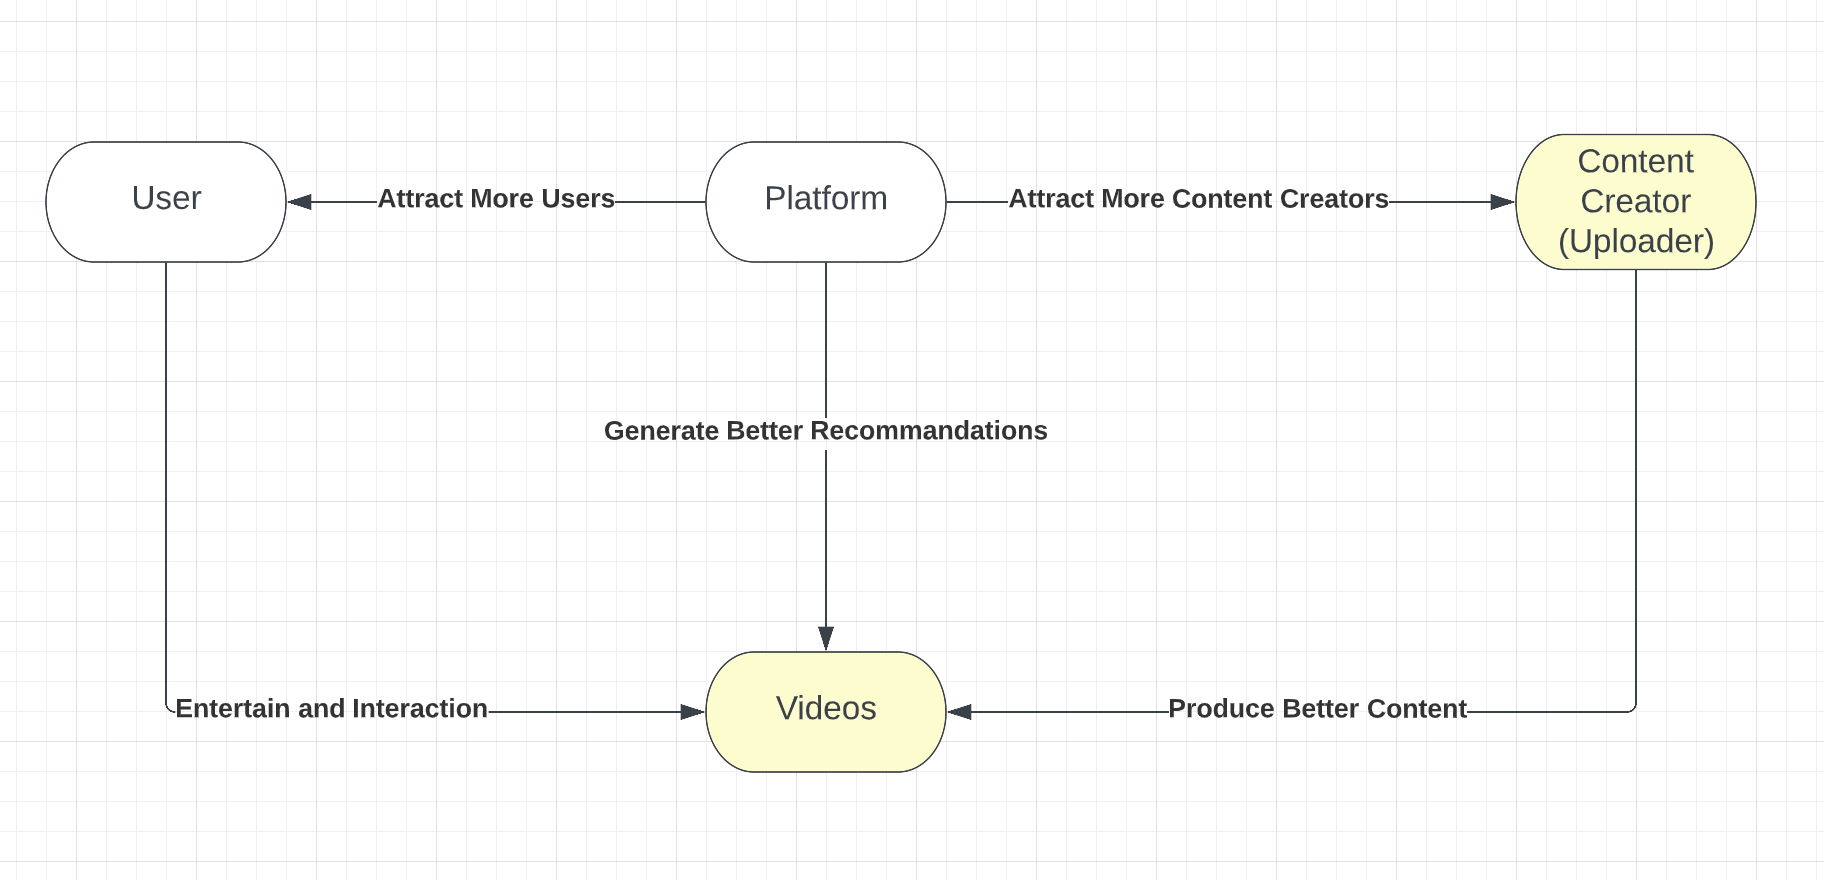 User
Attract More Users
Platform
Attract More Content Creators
Content
Creator
(Uploader)
Generate Better Recommandations
Entertain and Interaction
Videos
Produce Better Content